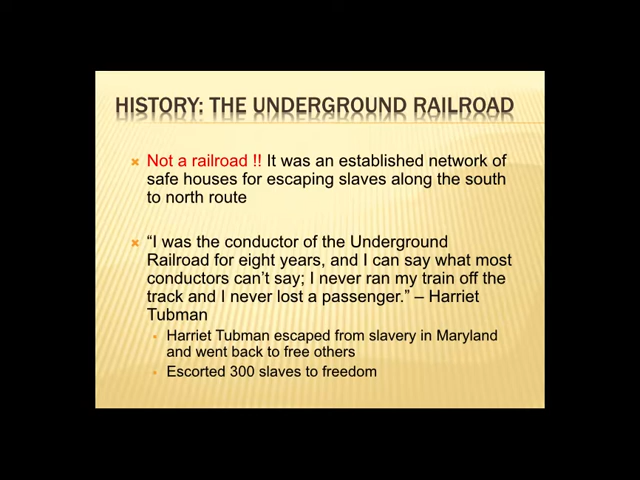 HISTORY: THE UNDERGROUND RAILROAD
Not a railroad !! It was an established network of
safe houses for escaping slaves along the south
to north route
“I was the conductor of the Underground
Railroad for eight years, and I can say what most
conductors can’t say; I never ran my train off the
track and I never lost a passenger.” – Harriet
Tubman
Harriet Tubman escaped from slavery in Maryland
and went back to free others
Escorted 300 slaves to freedom